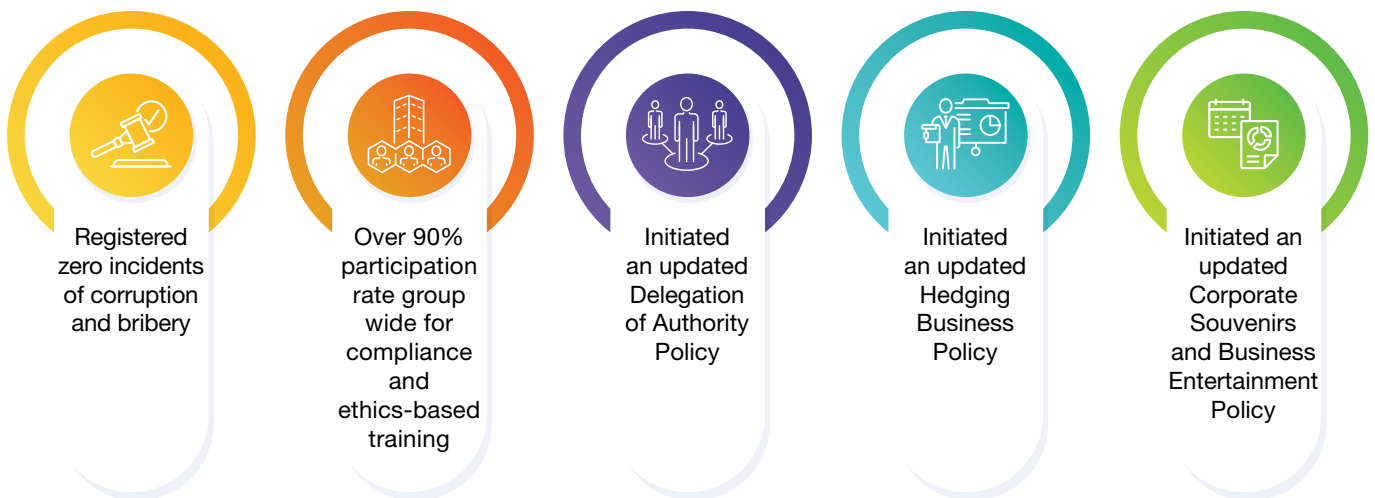 Registered
zero incidents
of corruption
and bribery
Over 90%
participation
rate group
wide for
compliance
and
ethics-based
training
Initiated
an updated
Delegation
of Authority
Policy
Initiated
an updated
Hedging
Business
Policy
Initiated an
updated
Corporate
Souvenirs
and Business
Entertainment
Policy